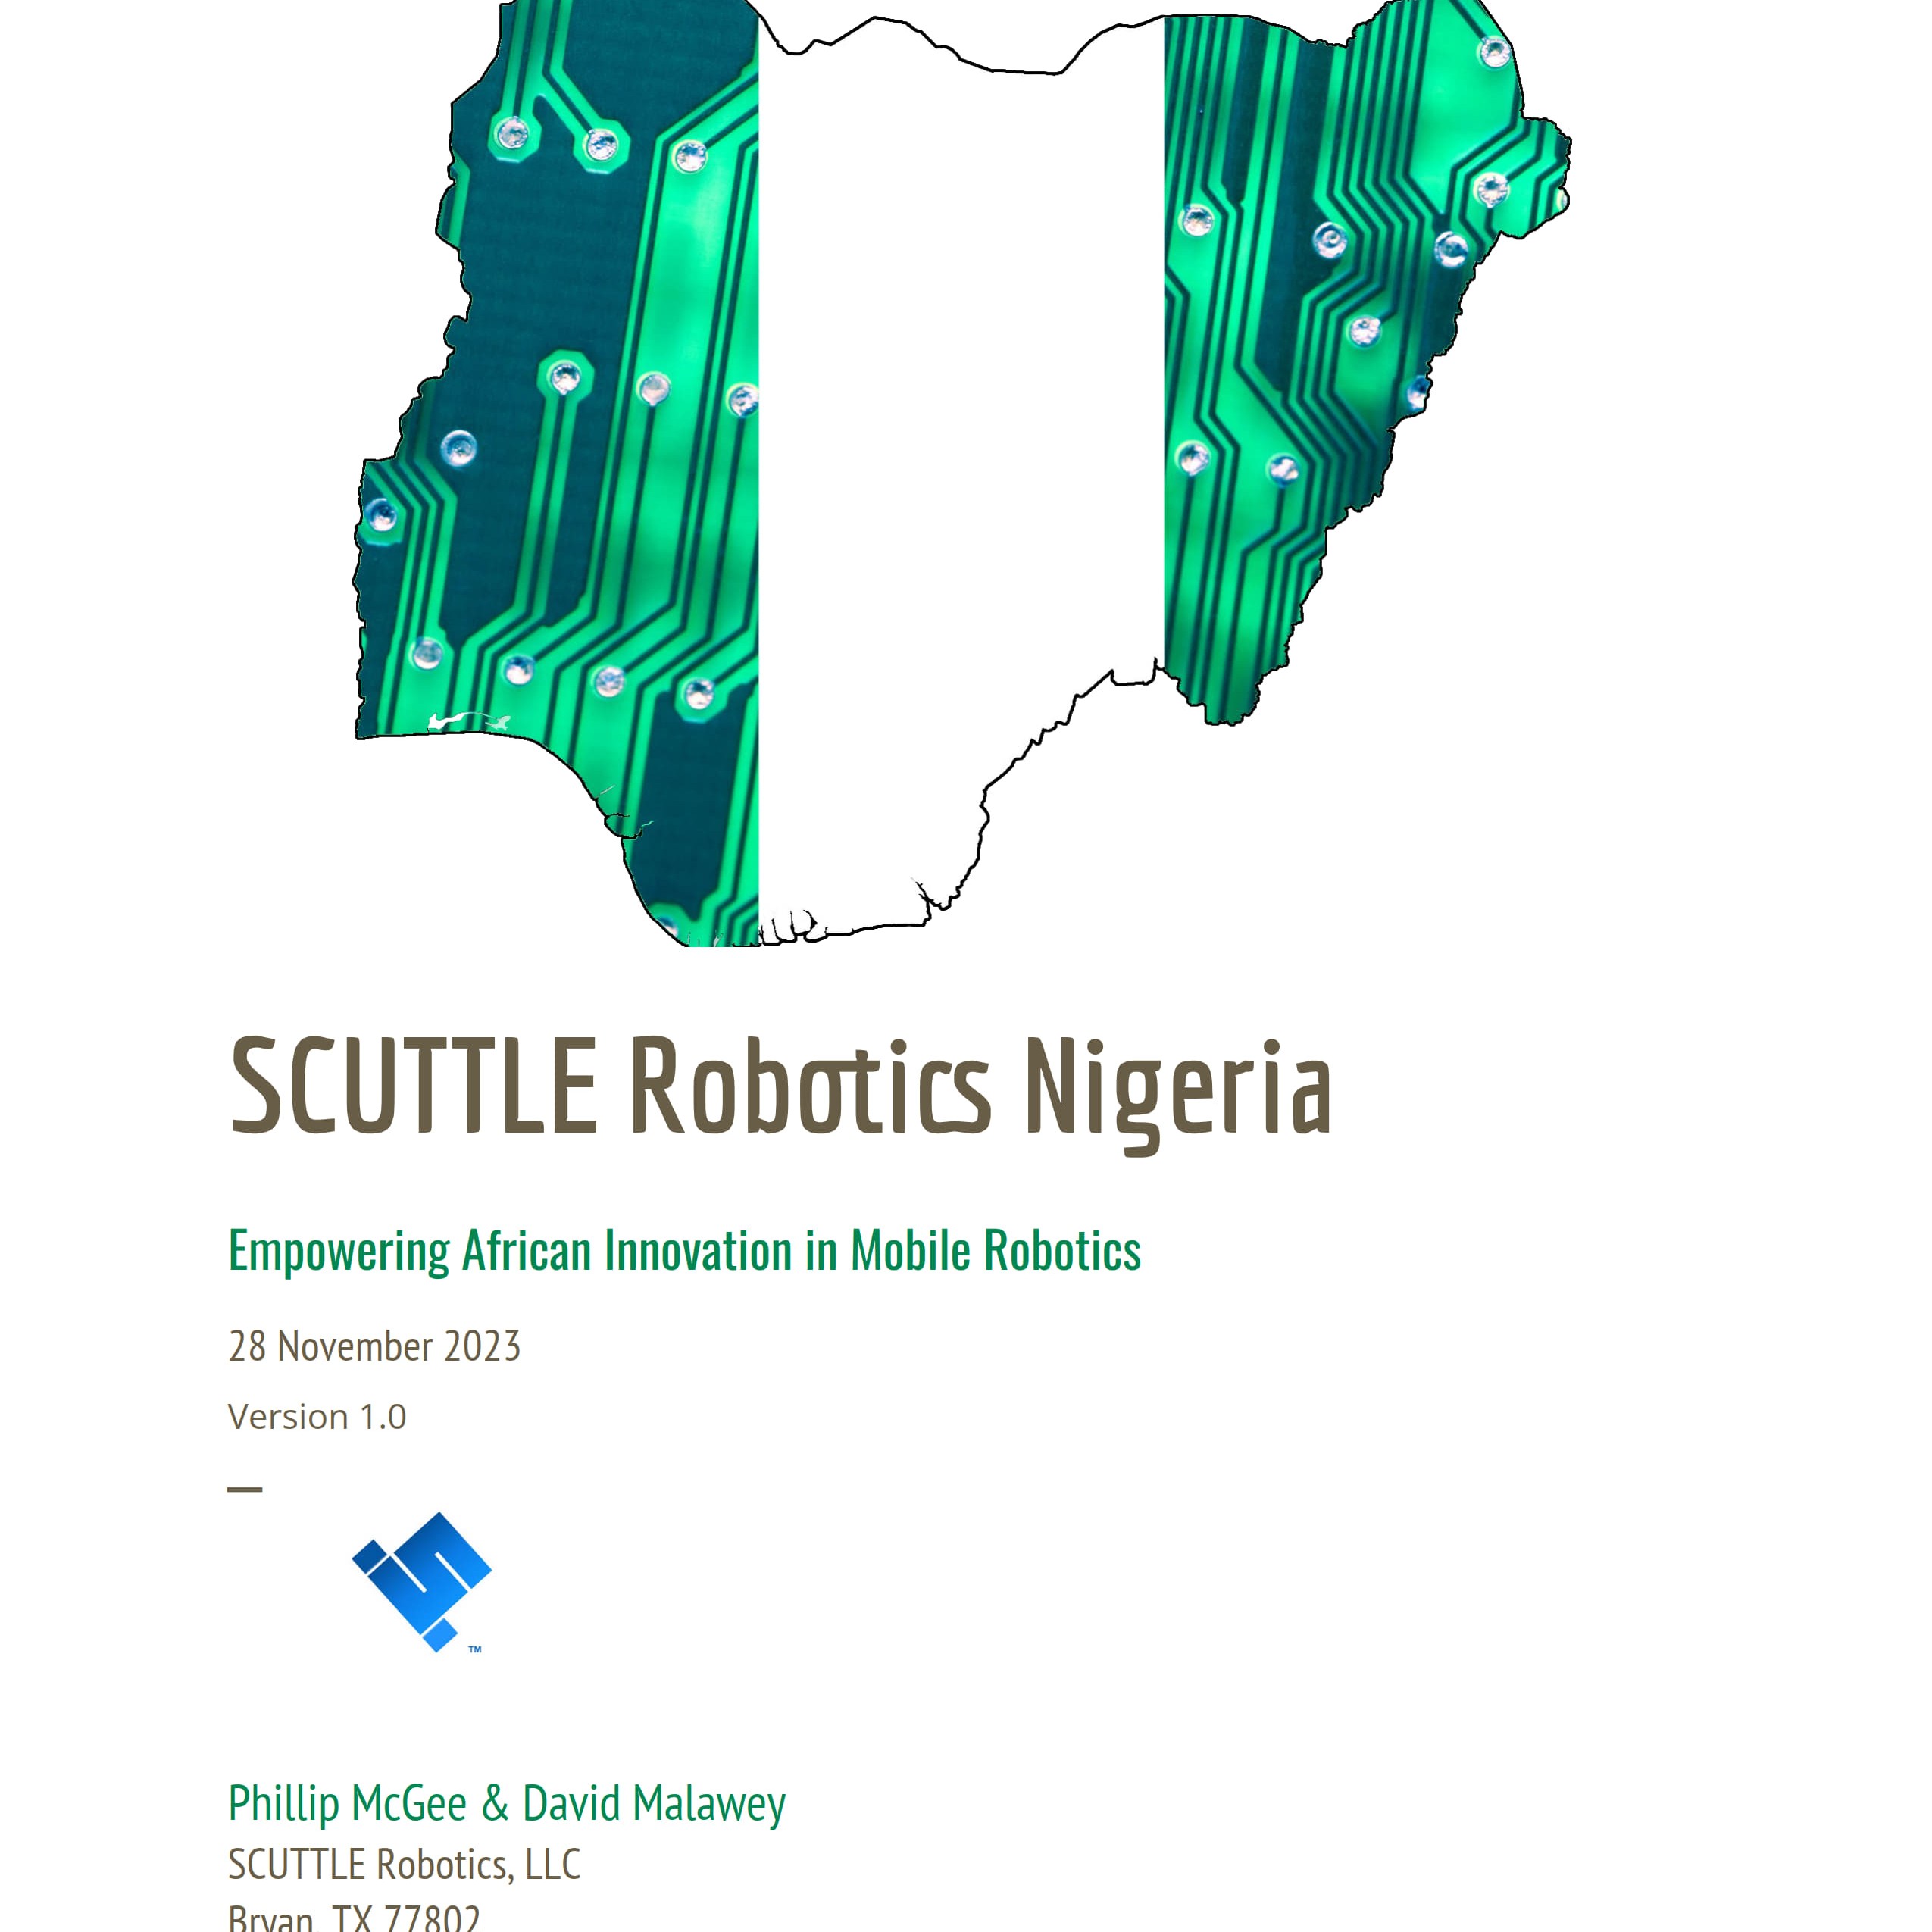 SCUTTLE Robotics Nigeria
Empowering African Innovation in Mobile Robotics
28 November 2023
Version 1.0
—
TM
Phillip McGee & David Malawey
SCUTTLE Robotics, LLC
Bryan, TX 77802